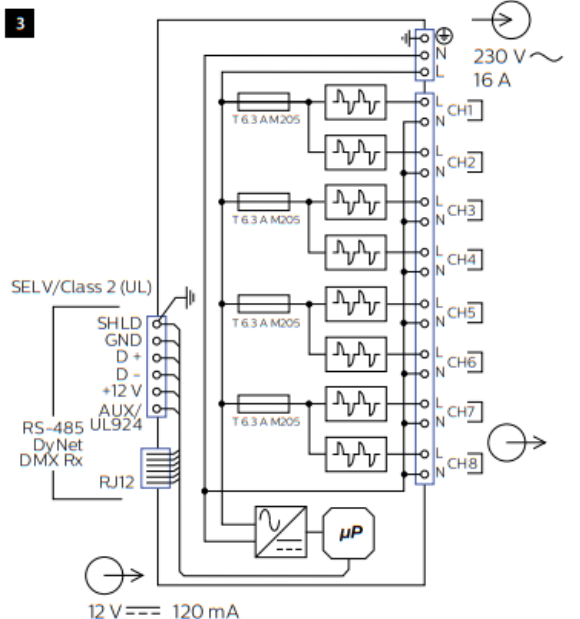 3
230 V
16 A
N
L
T 6.3 A M205
L
N
CH1
L
N
CH2
T 6.3 A M205
L
N
CH3
L
N
CH4
T 6.3 A M205
L
N
CH5
L
N
CH6
T 6.3 A M205
L
N
CH7
L
N
CH8
SELV/Class 2 (UL)
SHLD
GND
D +
D -
+12 V
AUX/
UL924
RS-485
DyNet
DMX Rx
RJ12
µP
12 V 120 mA